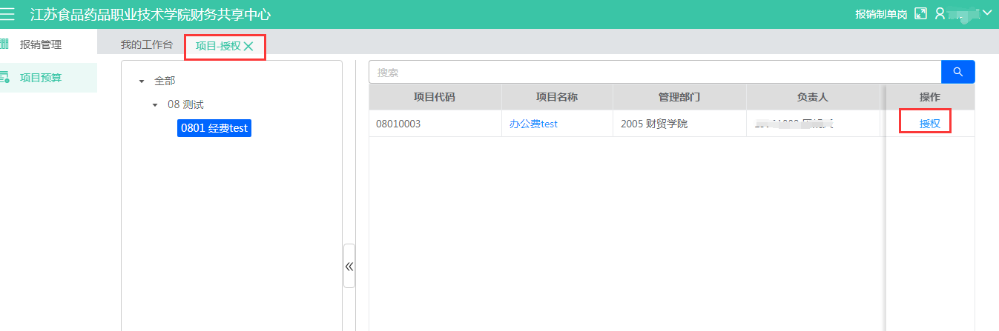 江苏食品药品职业技术学院财务共享中心
报销制单岗
报销管理
项目预算
我的工作台
项目-授权
全部
08 测试
0801 经费test
搜索
项目代码 项目名称 管理部门 负责人 操作
08010003 办公费test 2005 财贸学院 授权